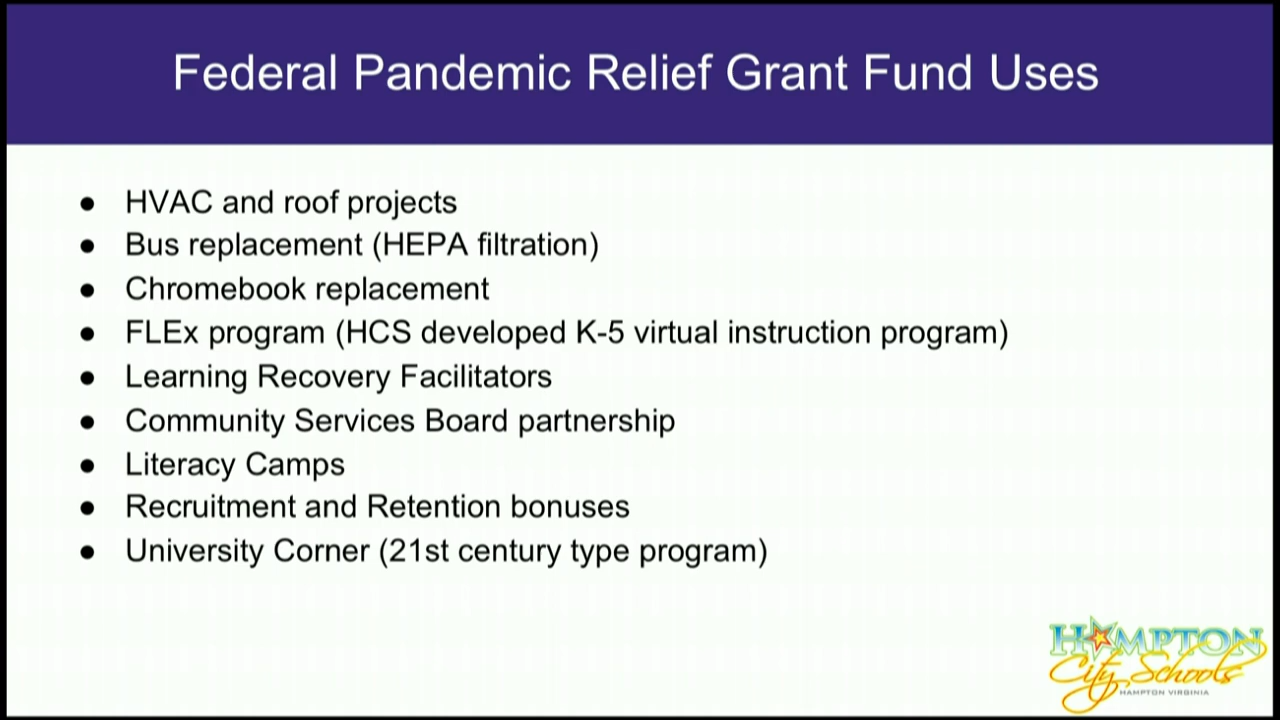 Federal Pandemic Relief Grant Fund Uses
● HVAC and roof projects
● Bus replacement (HEPA filtration)
● Chromebook replacement
● FLEx program (HCS developed K-5 virtual instruction program)
● Learning Recovery Facilitators
● Community Services Board partnership
● Literacy Camps
● Recruitment and Retention bonuses
● University Corner (21st century type program)
HAMPTON
City Schools
HAMPTON VIRGINIA